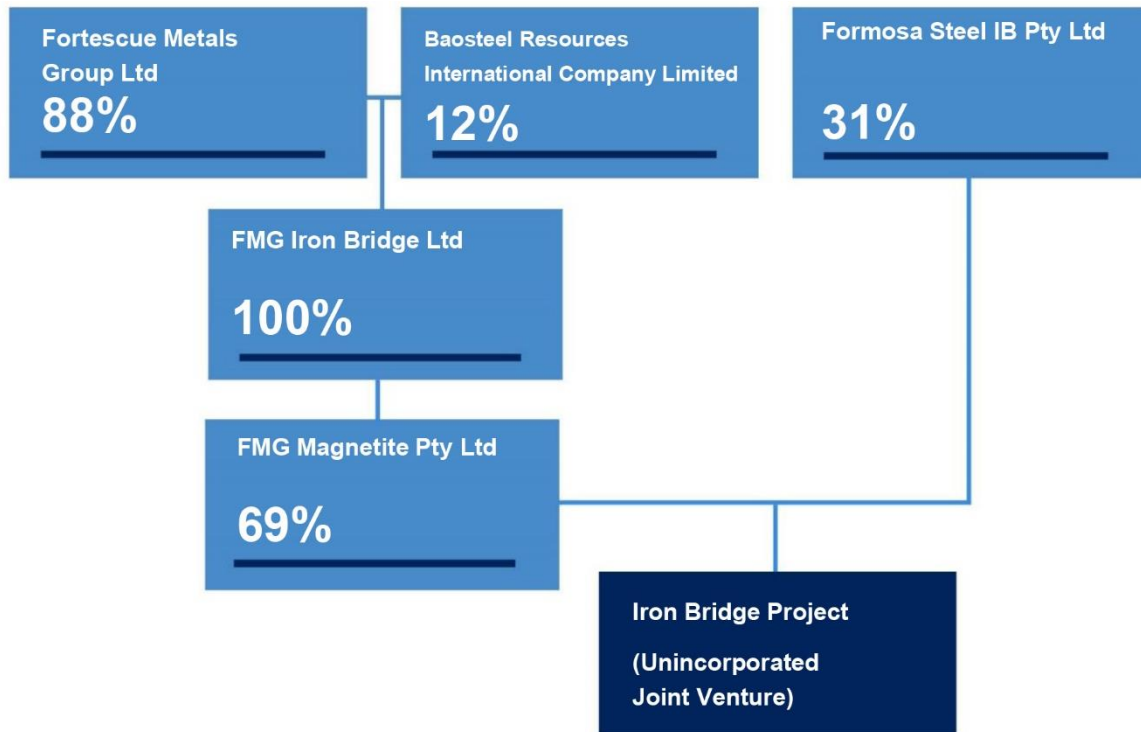 Fortescue Metals
Group Ltd
88%
Baosteel Resources
International Company Limited
12%
Formosa Steel IB Pty Ltd
31%
FMG Iron Bridge Ltd
100%
FMG Magnetite Pty Ltd
69%
Iron Bridge Project
(Unincorporated
Joint Venture)